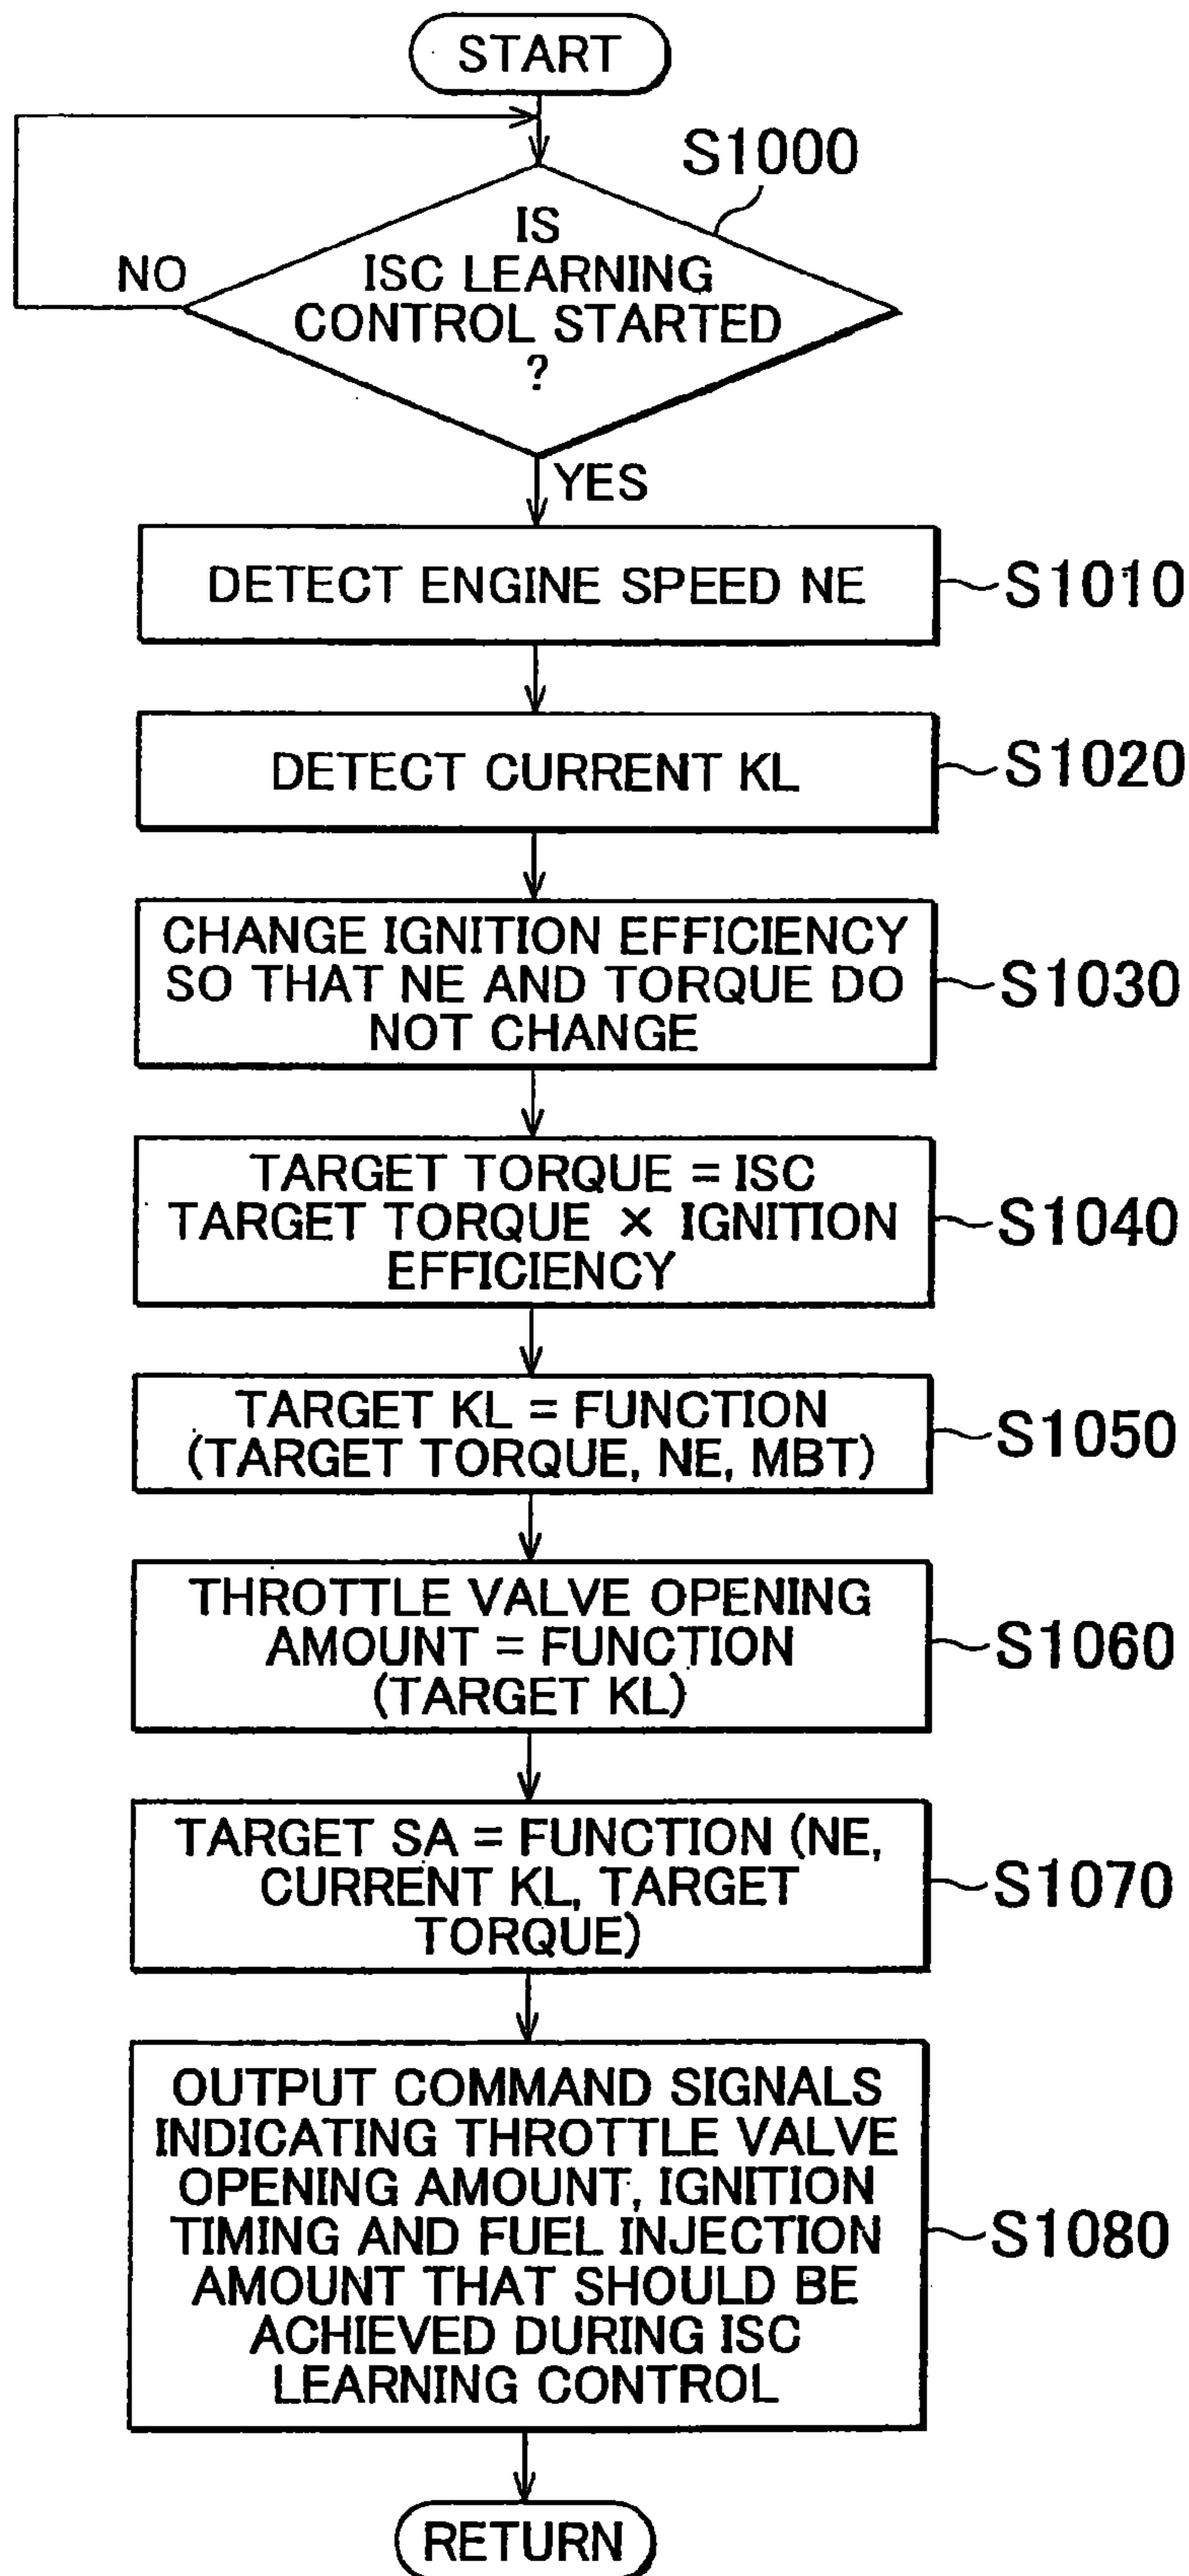 START
S1000
IS
ISC LEARNING
CONTROL STARTED
?
NO
YES
DETECT ENGINE SPEED NE
S1010
DETECT CURRENT KL
S1020
CHANGE IGNITION EFFICIENCY
SO THAT NE AND TORQUE DO
NOT CHANGE
S1030
TARGET TORQUE = ISC
TARGET TORQUE × IGNITION
EFFICIENCY
S1040
TARGET KL = FUNCTION
(TARGET TORQUE, NE, MBT)
S1050
THROTTLE VALVE OPENING
AMOUNT = FUNCTION
(TARGET KL)
S1060
TARGET SA = FUNCTION (NE,
CURRENT KL, TARGET
TORQUE)
S1070
OUTPUT COMMAND SIGNALS
INDICATING THROTTLE VALVE
OPENING AMOUNT, IGNITION
TIMING AND FUEL INJECTION
AMOUNT THAT SHOULD BE
ACHIEVED DURING ISC
LEARNING CONTROL
S1080
RETURN